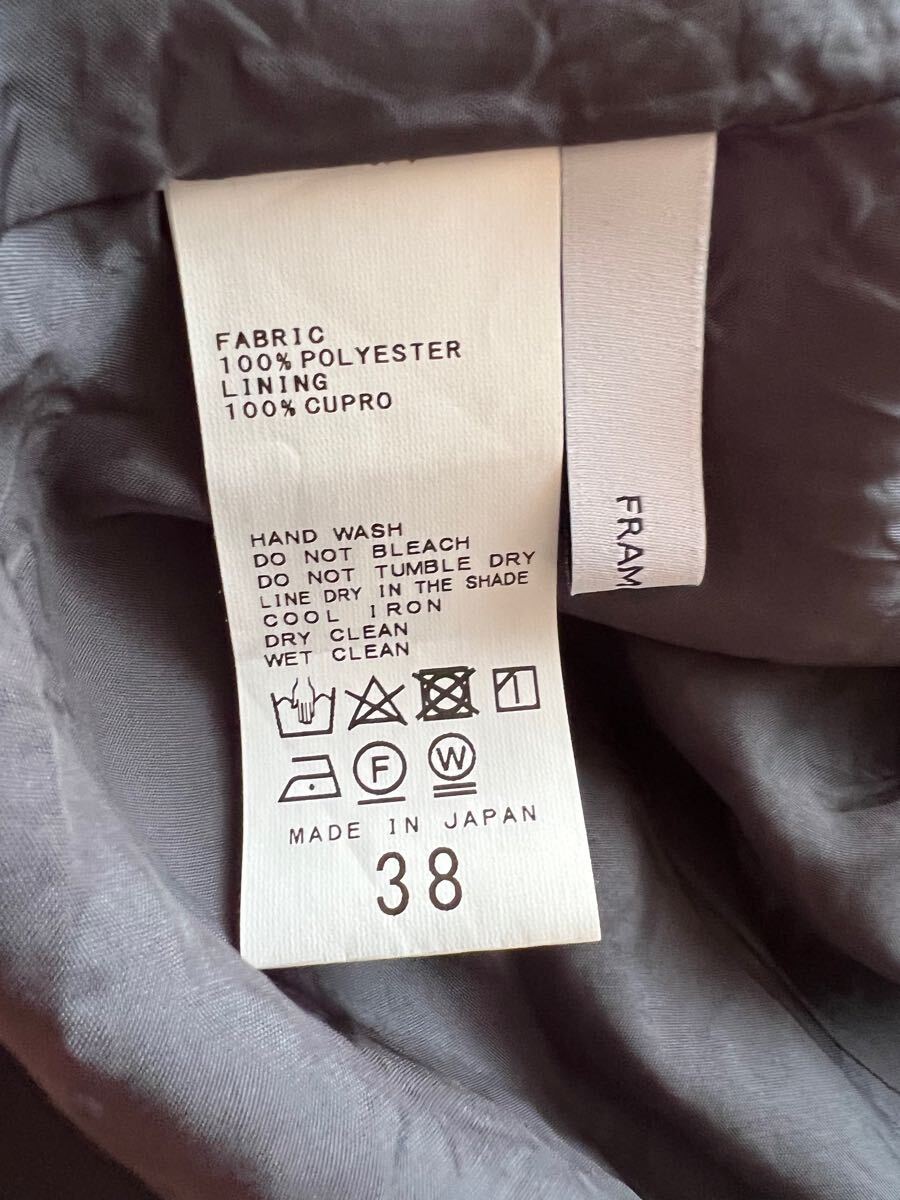 FABRIC
100% POLYESTER
LINING
100% CUPRO
HAND WASH
DO NOT BLEACH
DO NOT TUMBLE DRY
LINE DRY IN THE SHADE
COOL IRON
DRY CLEAN
WET CLEAN
F
W
MADE IN JAPAN
38
FRAM